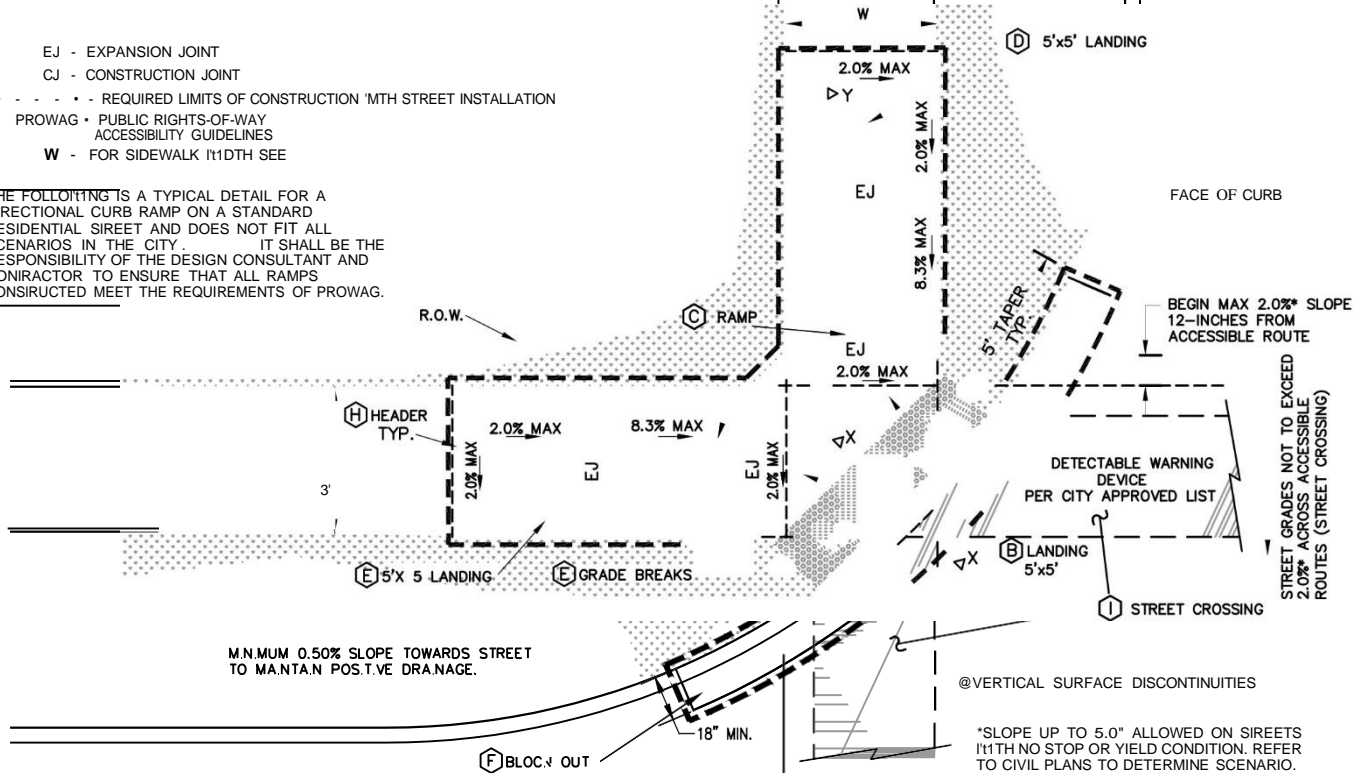 W
D 5'x5' LANDING
EJ - EXPANSION JOINT
CJ - CONSTRUCTION JOINT
- - - • - REQUIRED LIMITS OF CONSTRUCTION 'MTH STREET INSTALLATION
PROWAG • PUBLIC RIGHTS-OF-WAY
ACCESSIBILITY GUIDELINES
W - FOR SIDEWALK I't1DTH SEE
HE FOLLOI't1NG IS A TYPICAL DETAIL FOR A
IRECTIONAL CURB RAMP ON A STANDARD
ESIDENTIAL SIREET AND DOES NOT FIT ALL
CENARIOS IN THE CITY . IT SHALL BE THE
ESPONSIBILITY OF THE DESIGN CONSULTANT AND
ONIRACTOR TO ENSURE THAT ALL RAMPS
ONSIRUCTED MEET THE REQUIREMENTS OF PROWAG.
2.0% MAX
▷Y
2.0% MAX
EJ
8.3% MAX
FACE OF CURB
R.O.W.
C RAMP
5' TAPER
TYP.
BEGIN MAX 2.0%* SLOPE
12-INCHES FROM
ACCESSIBLE ROUTE
EJ
2.0% MAX
H HEADER
TYP.
2.0% MAX
8.3% MAX
2.0% MAX
EJ
EJ
2.0% MAX
▷X
3'
DETECTABLE WARNING
DEVICE
PER CITY APPROVED LIST
STREET GRADES NOT TO EXCEED
2.0%* ACROSS ACCESSIBLE
ROUTES (STREET CROSSING)
E 5'X 5 LANDING
E GRADE BREAKS
B LANDING
5'x5'
▷X
I STREET CROSSING
M.N.MUM 0.50% SLOPE TOWARDS STREET
TO MA.NTA.N POS.T.VE DRA.NAGE.
@VERTICAL SURFACE DISCONTINUITIES
18" MIN.
F BLOC.۷ OUT
*SLOPE UP TO 5.0" ALLOWED ON SIREETS
I't1TH NO STOP OR YIELD CONDITION. REFER
TO CIVIL PLANS TO DETERMINE SCENARIO.